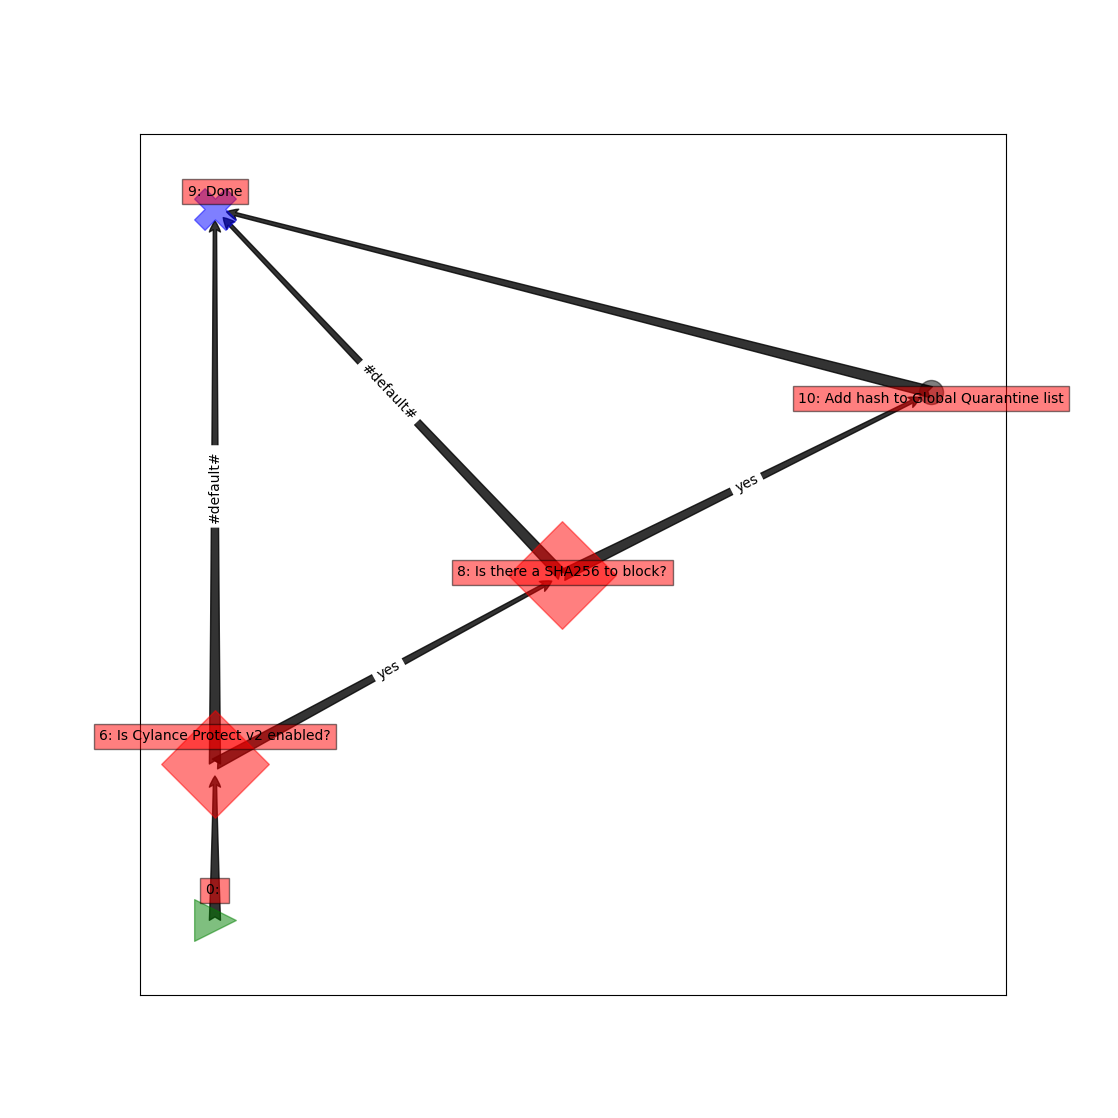 9: Done
#default#
10: Add hash to Global Quarantine list
yes
#default#
8: Is there a SHA256 to block?
yes
6: Is Cylance Protect v2 enabled?
0: